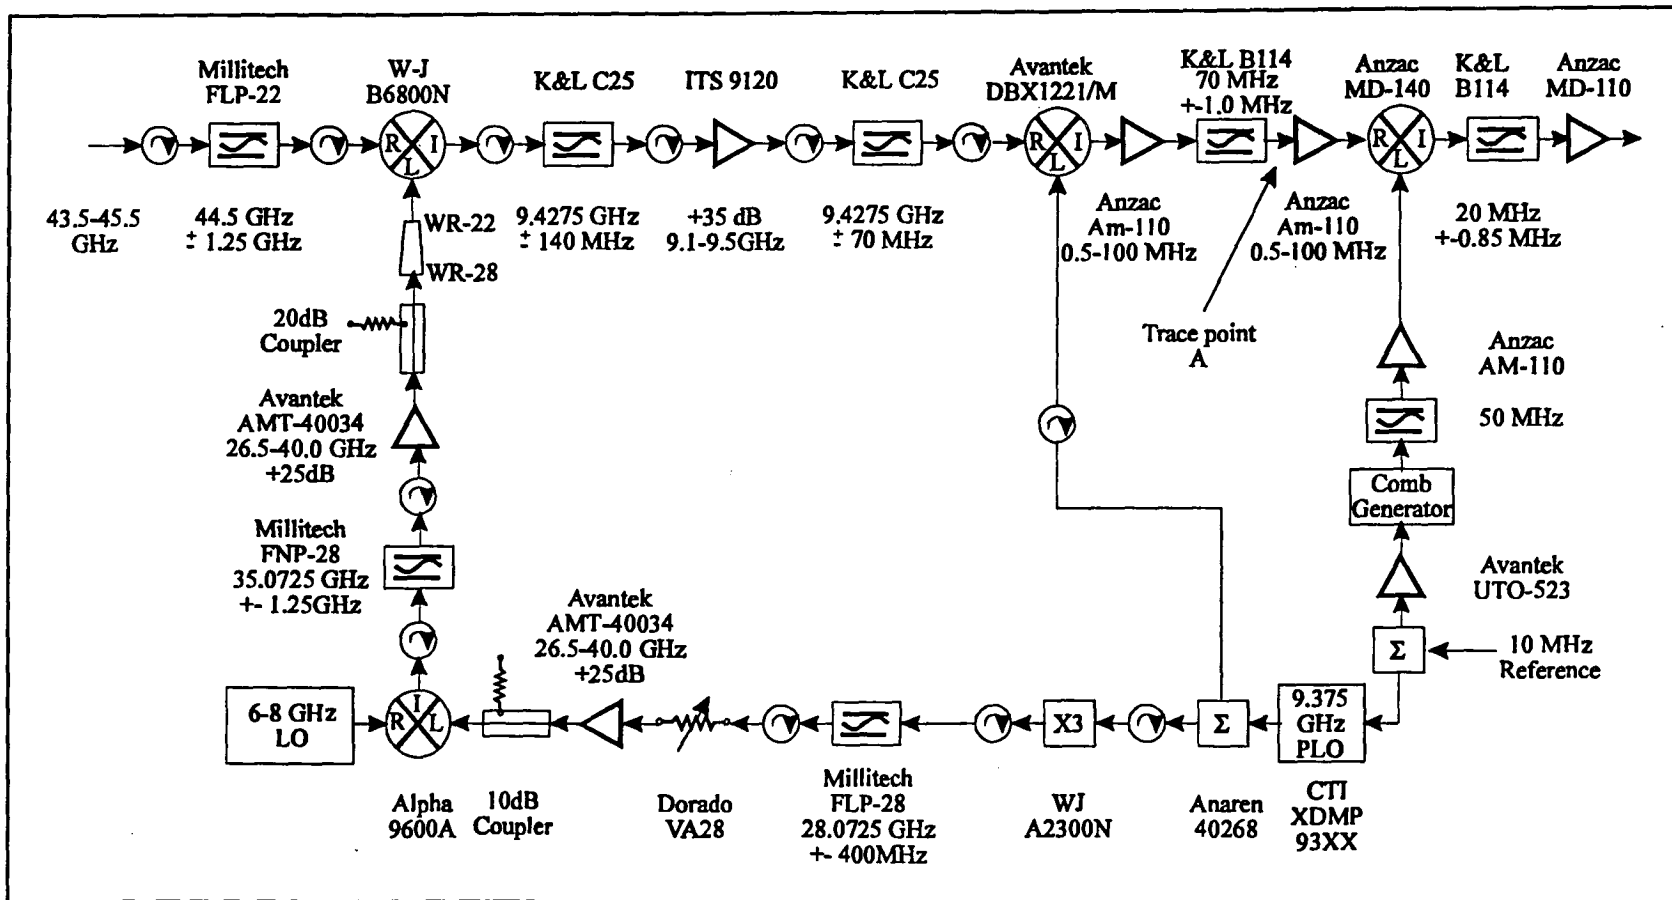 Millitech
FLP-22
W-J
B6800N
K&L C25
ITS 9120
K&L C25
Avantek
DBX1221/M
K&L B114
70 MHz
+-1.0 MHz
Anzac
MD-140
K&L
B114
Anzac
MD-110
R I
L
R I
L
R I
L
43.5-45.5
GHz
44.5 GHz
± 1.25 GHz
WR-22
WR-28
9.4275 GHz
± 140 MHz
+35 dB
9.1-9.5GHz
9.4275 GHz
± 70 MHz
Anzac
Am-110
0.5-100 MHz
Anzac
Am-110
0.5-100 MHz
20 MHz
+-0.85 MHz
20dB
Coupler
Trace point
A
Anzac
AM-110
Avantek
AMT-40034
26.5-40.0 GHz
+25dB
50 MHz
Comb
Generator
Millitech
FNP-28
35.0725 GHz
+- 1.25GHz
Avantek
UTO-523
Avantek
AMT-40034
26.5-40.0 GHz
+25dB
Σ
10 MHz
Reference
6-8 GHz
LO
I
R L
X3
Σ
9.375
GHz
PLO
Alpha
9600A
10dB
Coupler
Dorado
VA28
Millitech
FLP-28
28.0725 GHz
+- 400MHz
WJ
A2300N
Anaren
40268
CTI
XDMP
93XX